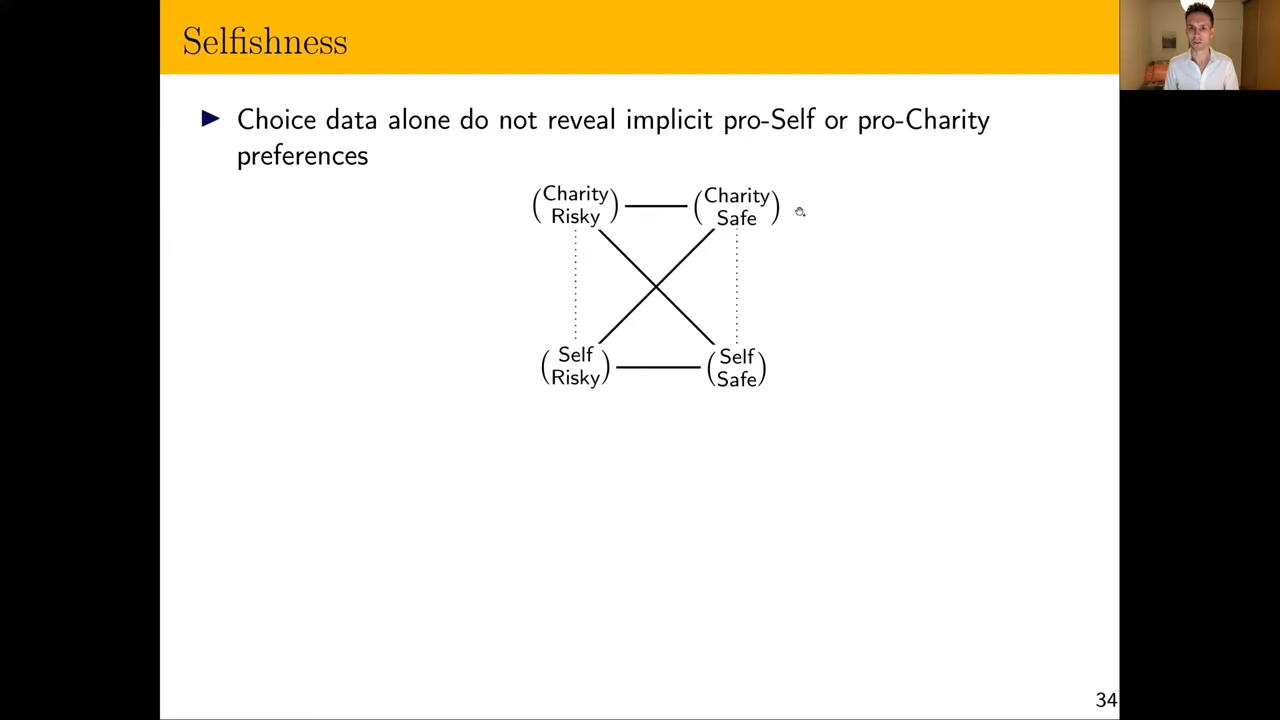 Selfishness
Choice data alone do not reveal implicit pro-Self or pro-Charity
preferences
Charity Charity
Risky Safe
Self Self
Risky Safe
34